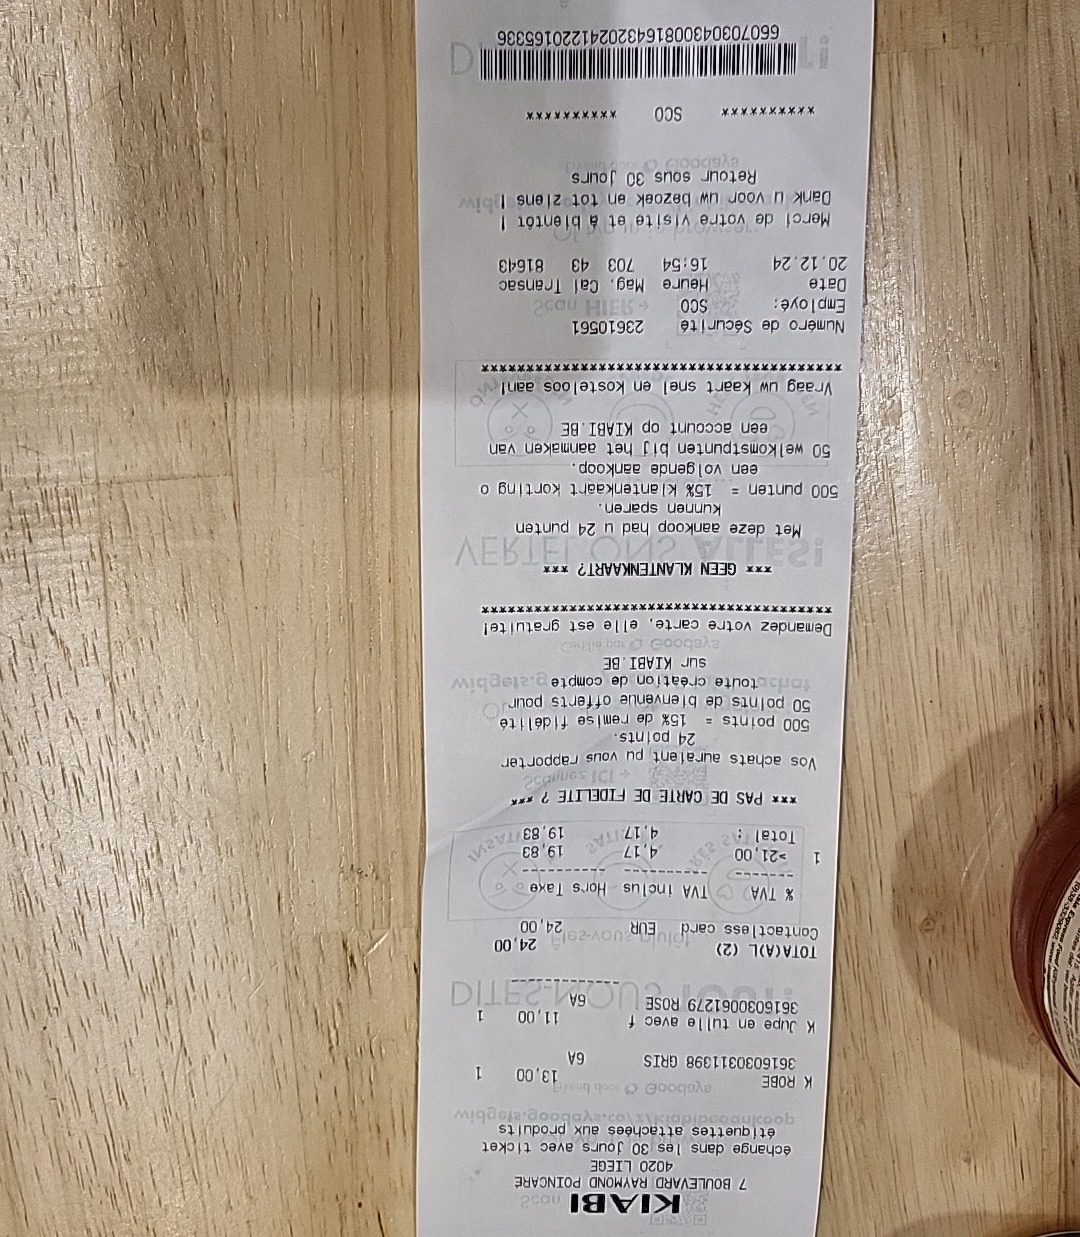 KIABI
7 BOULEVARD RAYMOND POINCARE
4020 LIEGE
échange dans les 30 jours avec ticket
étiquettes attachées aux produits
K ROBE 13,00 1
3616030311398 GRIS 6A
K Jupe en tulle avec f 11,00 1
3616030061279 ROSE 6A
------------
TOTA(A)L (2) 24,00
Contactless card EUR 24,00
% TVA TVA inclus Hors Taxe
------- ---------- ----------
1 >21,00 4,17 19,83
Total : 4,17 19,83
*** PAS DE CARTE DE FIDELITE ? ***
Vos achats auraient pu vous rapporter
24 points.
500 points = 15% de remise fidélité
50 points de bienvenue offerts pour
toute création de compte
sur KIABI.BE
Demandez votre carte, elle est gratuite!
****************************************
*** GEEN KLANTENKAART? ***
Met deze aankoop had u 24 punten
kunnen sparen.
500 punten = 15% klantenkaart korting o
een volgende aankoop.
50 welkomstpunten bij het aanmaken van
een account op KIABI.BE
Vraag uw kaart snel en kosteloos aan!
****************************************
Numéro de Sécurité 23610561
Employé: SCO
Date Heure Mag. Cai Transac
20.12.24 16:54 703 43 81643
Merci de votre visite et à bientôt !
Dank u voor uw bezoek en tot ziens !
Retour sous 30 jours
********** SCO **********
660703043008164320241220165336